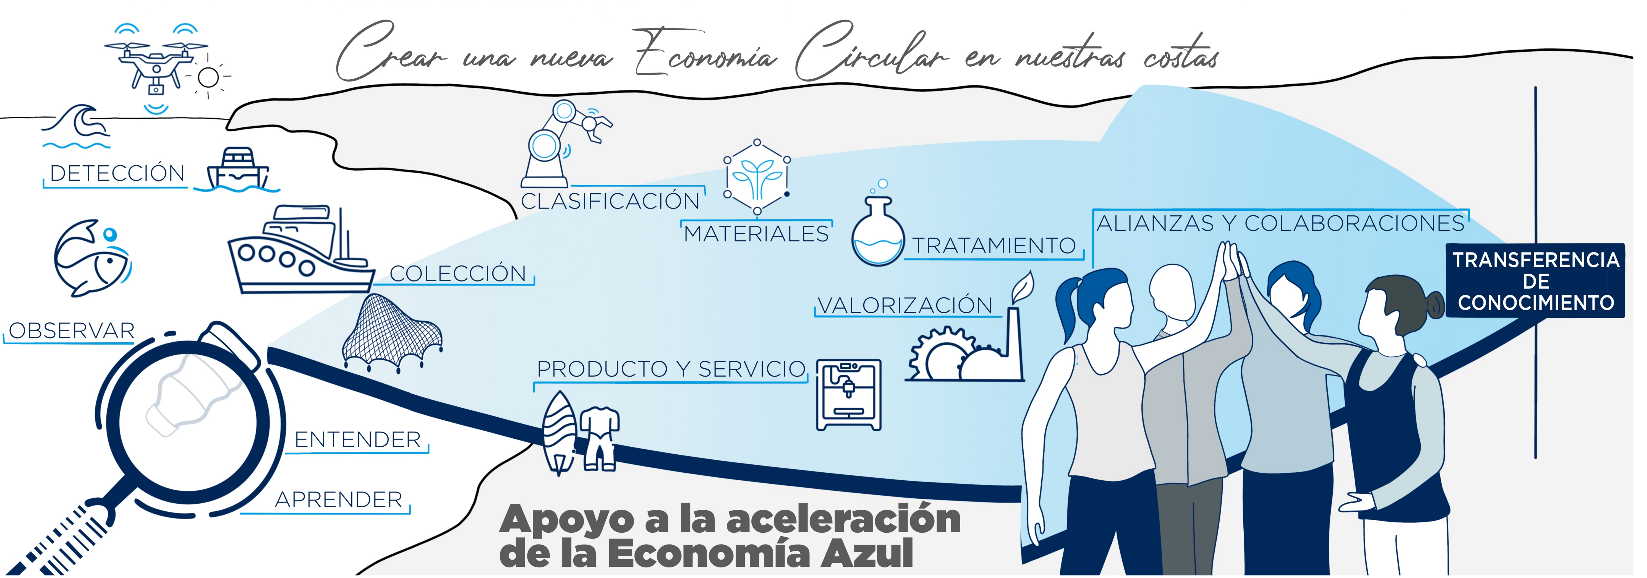 Crear una nueva Economía Circular en nuestras costas
DETECCIÓN
CLASIFICACIÓN
MATERIALES
TRATAMIENTO
ALIANZAS Y COLABORACIONES
TRANSFERENCIA
DE
CONOCIMIENTO
COLECCIÓN
VALORIZACIÓN
OBSERVAR
PRODUCTO Y SERVICIO
ENTENDER
APRENDER
Apoyo a la aceleración
de la Economía Azul